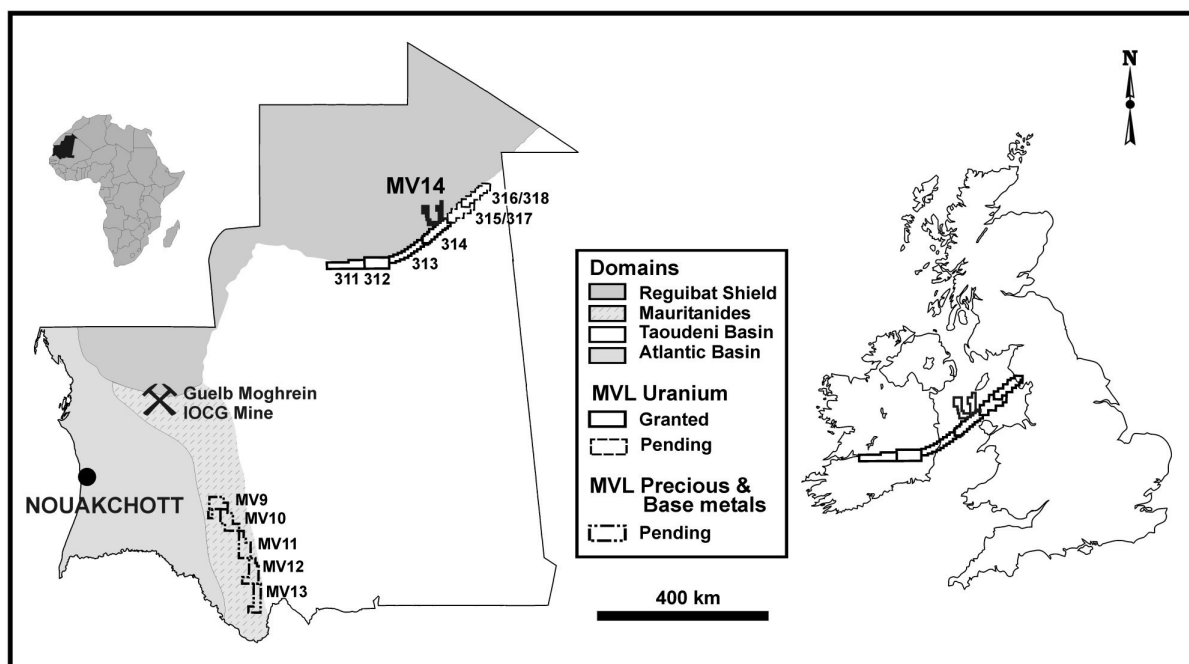 N
MV14
316/318
315/317
314
313
311 312
Guelb Moghrein
IOCG Mine
NOUAKCHOTT
MV9
MV10
MV11
MV12
MV13
Domains
Reguibat Shield
Mauritanides
Taoudeni Basin
Atlantic Basin
MVL Uranium
Granted
Pending
MVL Precious &
Base metals
Pending
400 km